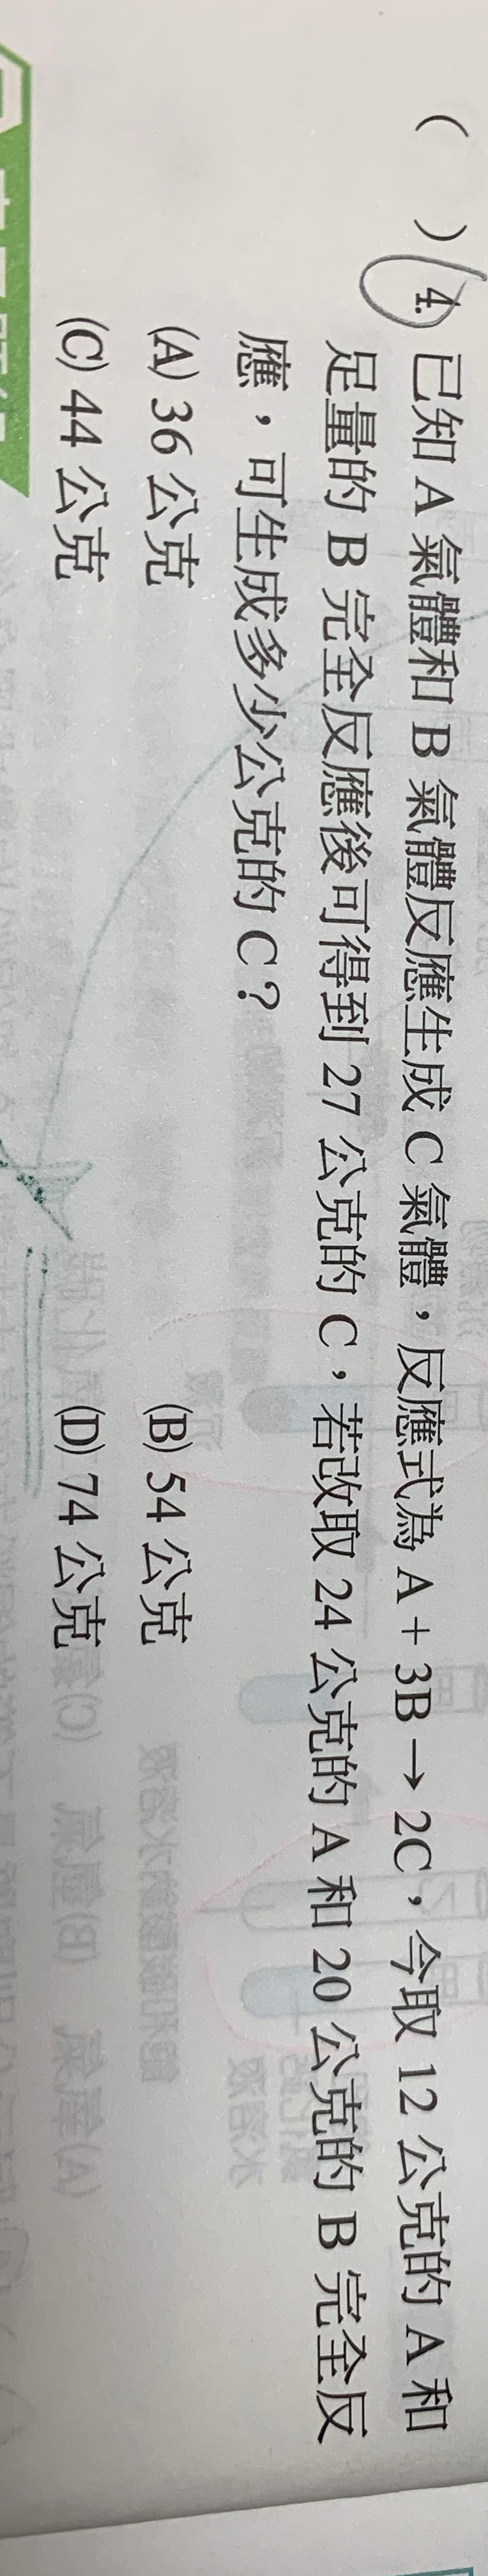 (　) 4. 已知 A 氣體和 B 氣體反應生成 C 氣體，反應式為 A + 3B → 2C，今取 12 公克的 A 和
足量的 B 完全反應後可得到 27 公克的 C，若改取 24 公克的 A 和 20 公克的 B 完全反
應，可生成多少公克的 C？
(A) 36 公克　(B) 54 公克
(C) 44 公克　(D) 74 公克